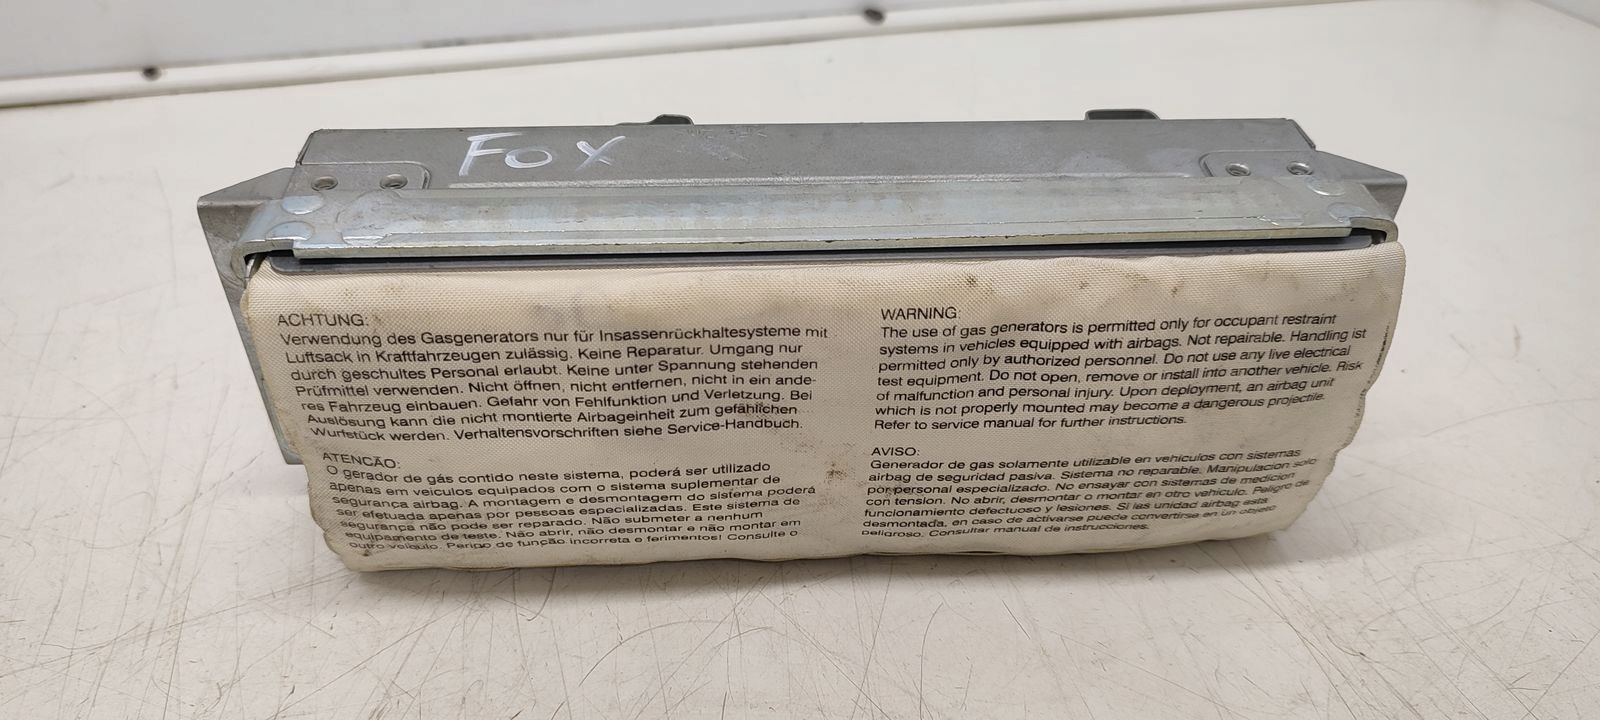 FOX
ACHTUNG:
Verwendung des Gasgenerators nur für Insassenrückhaltesysteme mit
Luftsack in Kraftfahrzeugen zulässig. Keine Reparatur. Umgang nur
durch geschultes Personal erlaubt. Keine unter Spannung stehenden
Prüfmittel verwenden. Nicht öffnen, nicht entfernen, nicht in ein ande-
res Fahrzeug einbauen. Gefahr von Fehlfunktion und Verletzung. Bei
Auslösung kann die nicht montierte Airbageinheit zum gefählichen
Wurfstück werden. Verhaltensvorschriften siehe Service-Handbuch.
ATENCÃO:
O gerador de gás contido neste sistema, poderá ser utilizado
apenas em veiculos equipados com o sistema suplementar de
segurança airbag. A montagem e desmontagem do sistema poderá
ser efetuada apenas por pessoas especializadas. Este sistema de
segurança não pode ser reparado. Não submeter a nenhum
equipamento de teste. Não abrir, não desmontar e não montar em
outro veiculo. Perigo de função incorreta e ferimentos! Consulte o
WARNING:
The use of gas generators is permitted only for occupant restraint
systems in vehicles equipped with airbags. Not repairable. Handling ist
permitted only by authorized personnel. Do not use any live electrical
test equipment. Do not open, remove or install into another vehicle. Risk
of malfunction and personal injury. Upon deployment, an airbag unit
which is not properly mounted may become a dangerous projectile.
Refer to service manual for further instructions.
AVISO:
Generador de gas solamente utilizable en vehiculos con sistemas
airbag de seguridad pasiva. Sistema no reparable. Manipulacion solo
por personal especializado. No ensayar con sistemas de medicion
con tension. No abrir, desmontar o montar en otro vehiculo. Peligro de
funcionamiento defectuoso y lesiones. Si las unidad airbag esta
desmontada, en caso de activarse puede convertirse en un objeto
peligroso. Consultar manual de instrucciones.